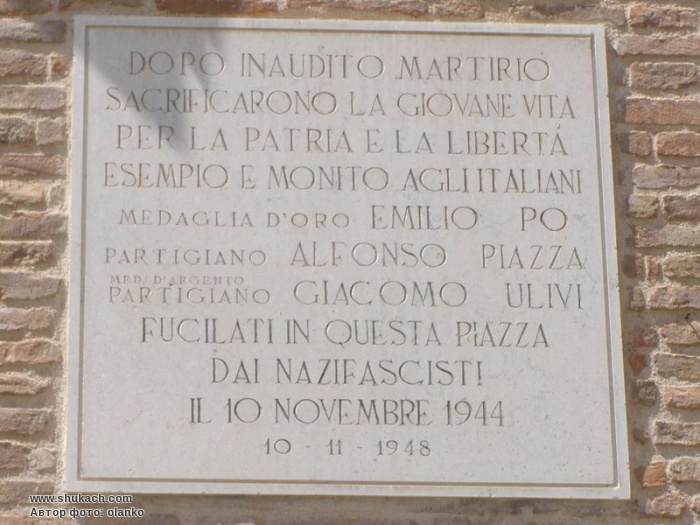 DOPO INAUDITO MARTIRIO
SACRIFICARONO LA GIOVANE VITA
PER LA PATRIA E LA LIBERTÁ
ESEMPIO E MONITO AGLI ITALIANI
MEDAGLIA D'ORO EMILIO PO
PARTIGIANO ALFONSO PIAZZA
MED. D'ARGENTO
PARTIGIANO GIACOMO ULIVI
FUCILATI IN QUESTA PIAZZA
DAI NAZIFASCISTI
IL 10 NOVEMBRE 1944
10 - 11 - 1948
www.shukach.com
Автор фото: olanko